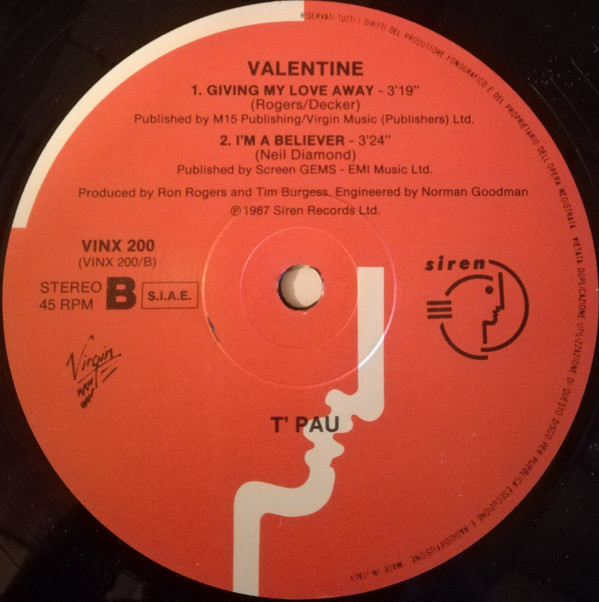 VALENTINE
1. GIVING MY LOVE AWAY - 3'19"
(Rogers/Decker)
Published by M15 Publishing/Virgin Music (Publishers) Ltd.
2. I'M A BELIEVER - 3'24"
(Neil Diamond)
Published by Screen GEMS - EMI Music Ltd.
Produced by Ron Rogers and Tim Burgess. Engineered by Norman Goodman
℗ 1987 Siren Records Ltd.
VINX 200
(VINX 200/B)
STEREO
45 RPM
B
S.I.A.E.
siren
Virgin
T' PAU
RISERVATI TUTTI I DIRITTI DEL PRODUTTORE FONOGRAFICO E DEL PROPRIETARIO DELL'OPERA REGISTRATA. VIETATA DUPLICAZIONE UTILIZZAZIONE DI QUESTO DISCO PER PUBBLICA ESECUZIONE E RADIODIFFUSIONE. MADE IN ITALY